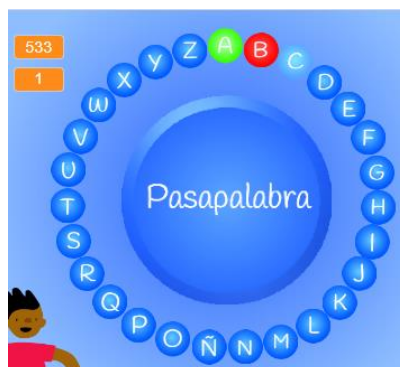 533
1
A B C D E F G H I J K L M N Ñ O P Q R S T U V W X Y Z
Pasapalabra